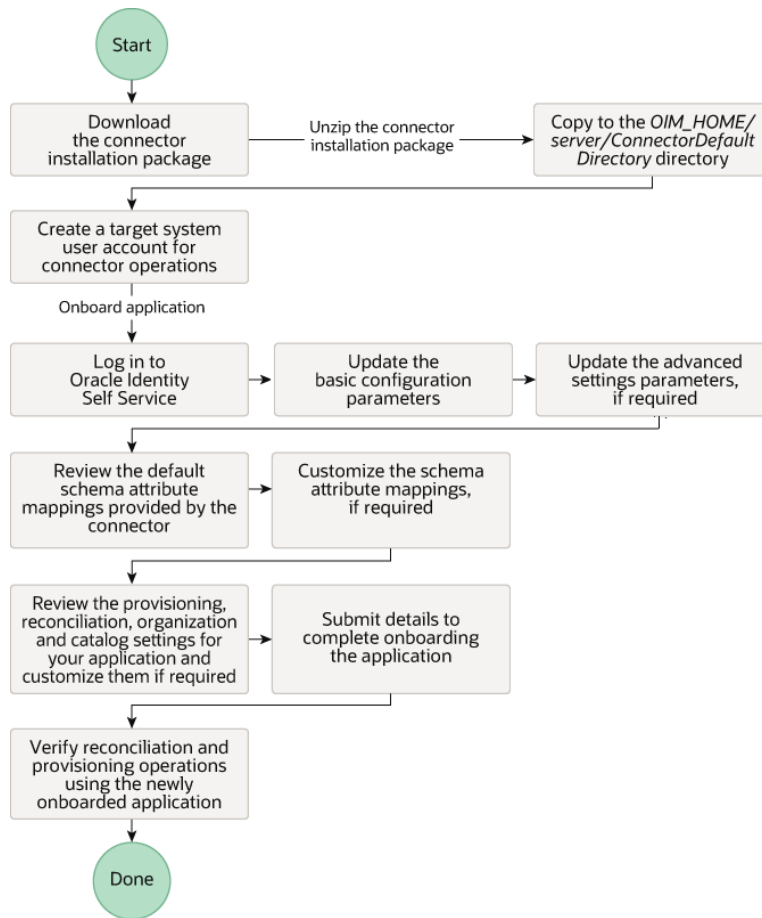 Start
Download
the connector
installation package
Unzip the connector
installation package
Copy to the OIM_HOME/
server/ConnectorDefault
Directory directory
Create a target system
user account for
connector operations
Onboard application
Log in to
Oracle Identity
Self Service
Update the
basic configuration
parameters
Update the advanced
settings parameters,
if required
Review the default
schema attribute
mappings provided by the
connector
Customize the schema
attribute mappings,
if required
Review the provisioning,
reconciliation, organization
and catalog settings for
your application and
customize them if required
Submit details to
complete onboarding
the application
Verify reconciliation and
provisioning operations
using the newly
onboarded application
Done